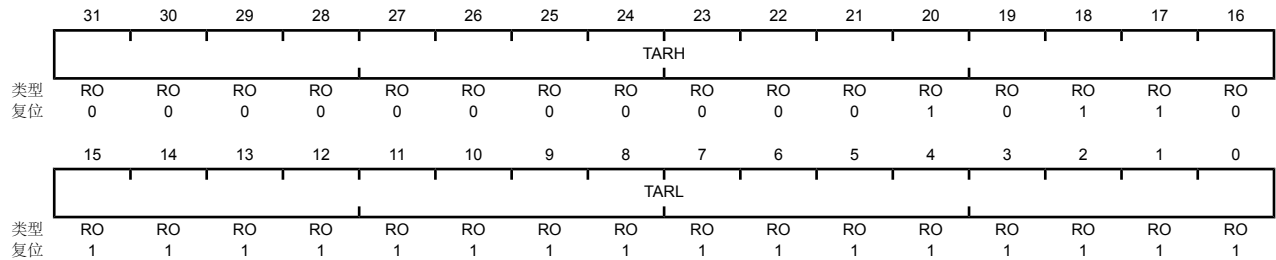 31 30 29 28 27 26 25 24 23 22 21 20 19 18 17 16
TARH
类型 RO RO RO RO RO RO RO RO RO RO RO RO RO RO RO RO
复位 0 0 0 0 0 0 0 0 0 0 0 1 0 1 1 0
15 14 13 12 11 10 9 8 7 6 5 4 3 2 1 0
TARL
类型 RO RO RO RO RO RO RO RO RO RO RO RO RO RO RO RO
复位 1 1 1 1 1 1 1 1 1 1 1 1 1 1 1 1